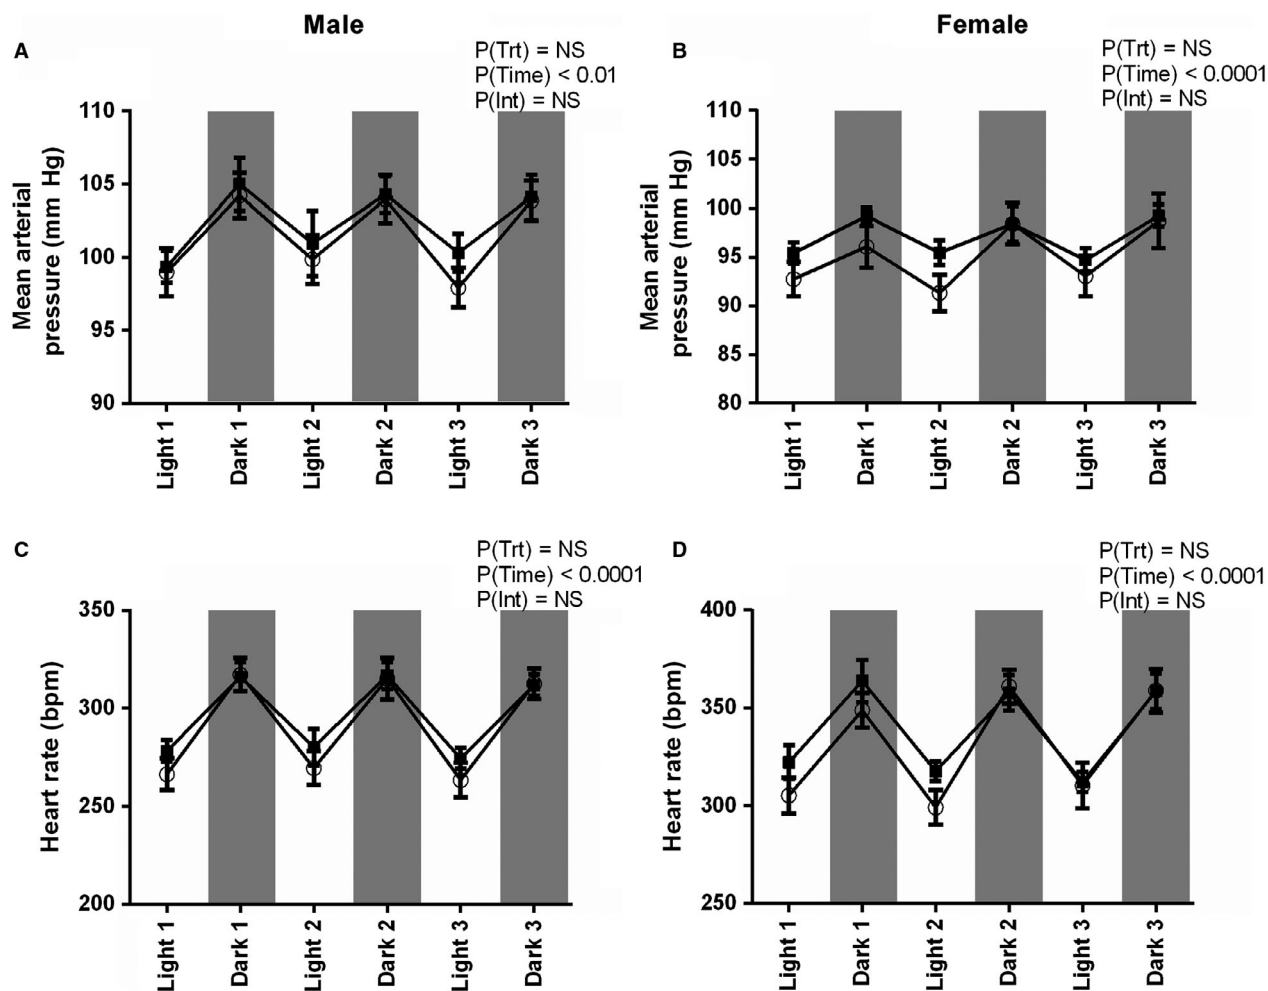 Male
Female
A
P(Trt) = NS
P(Time) < 0.01
P(Int) = NS
Mean arterial
pressure (mm Hg)
110
105
100
95
90
Light 1
Dark 1
Light 2
Dark 2
Light 3
Dark 3
B
P(Trt) = NS
P(Time) < 0.0001
P(Int) = NS
Mean arterial
pressure (mm Hg)
110
105
100
95
90
85
80
Light 1
Dark 1
Light 2
Dark 2
Light 3
Dark 3
C
P(Trt) = NS
P(Time) < 0.0001
P(Int) = NS
Heart rate (bpm)
350
300
250
200
Light 1
Dark 1
Light 2
Dark 2
Light 3
Dark 3
D
P(Trt) = NS
P(Time) < 0.0001
P(Int) = NS
Heart rate (bpm)
400
350
300
250
Light 1
Dark 1
Light 2
Dark 2
Light 3
Dark 3